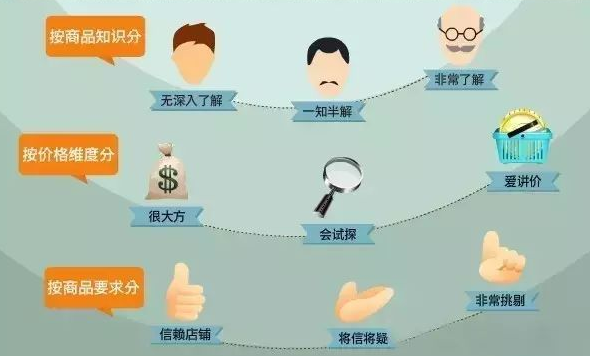 按商品知识分
无深入了解
一知半解
非常了解
按价格维度分
很大方
会试探
爱讲价
按商品要求分
信赖店铺
将信将疑
非常挑剔